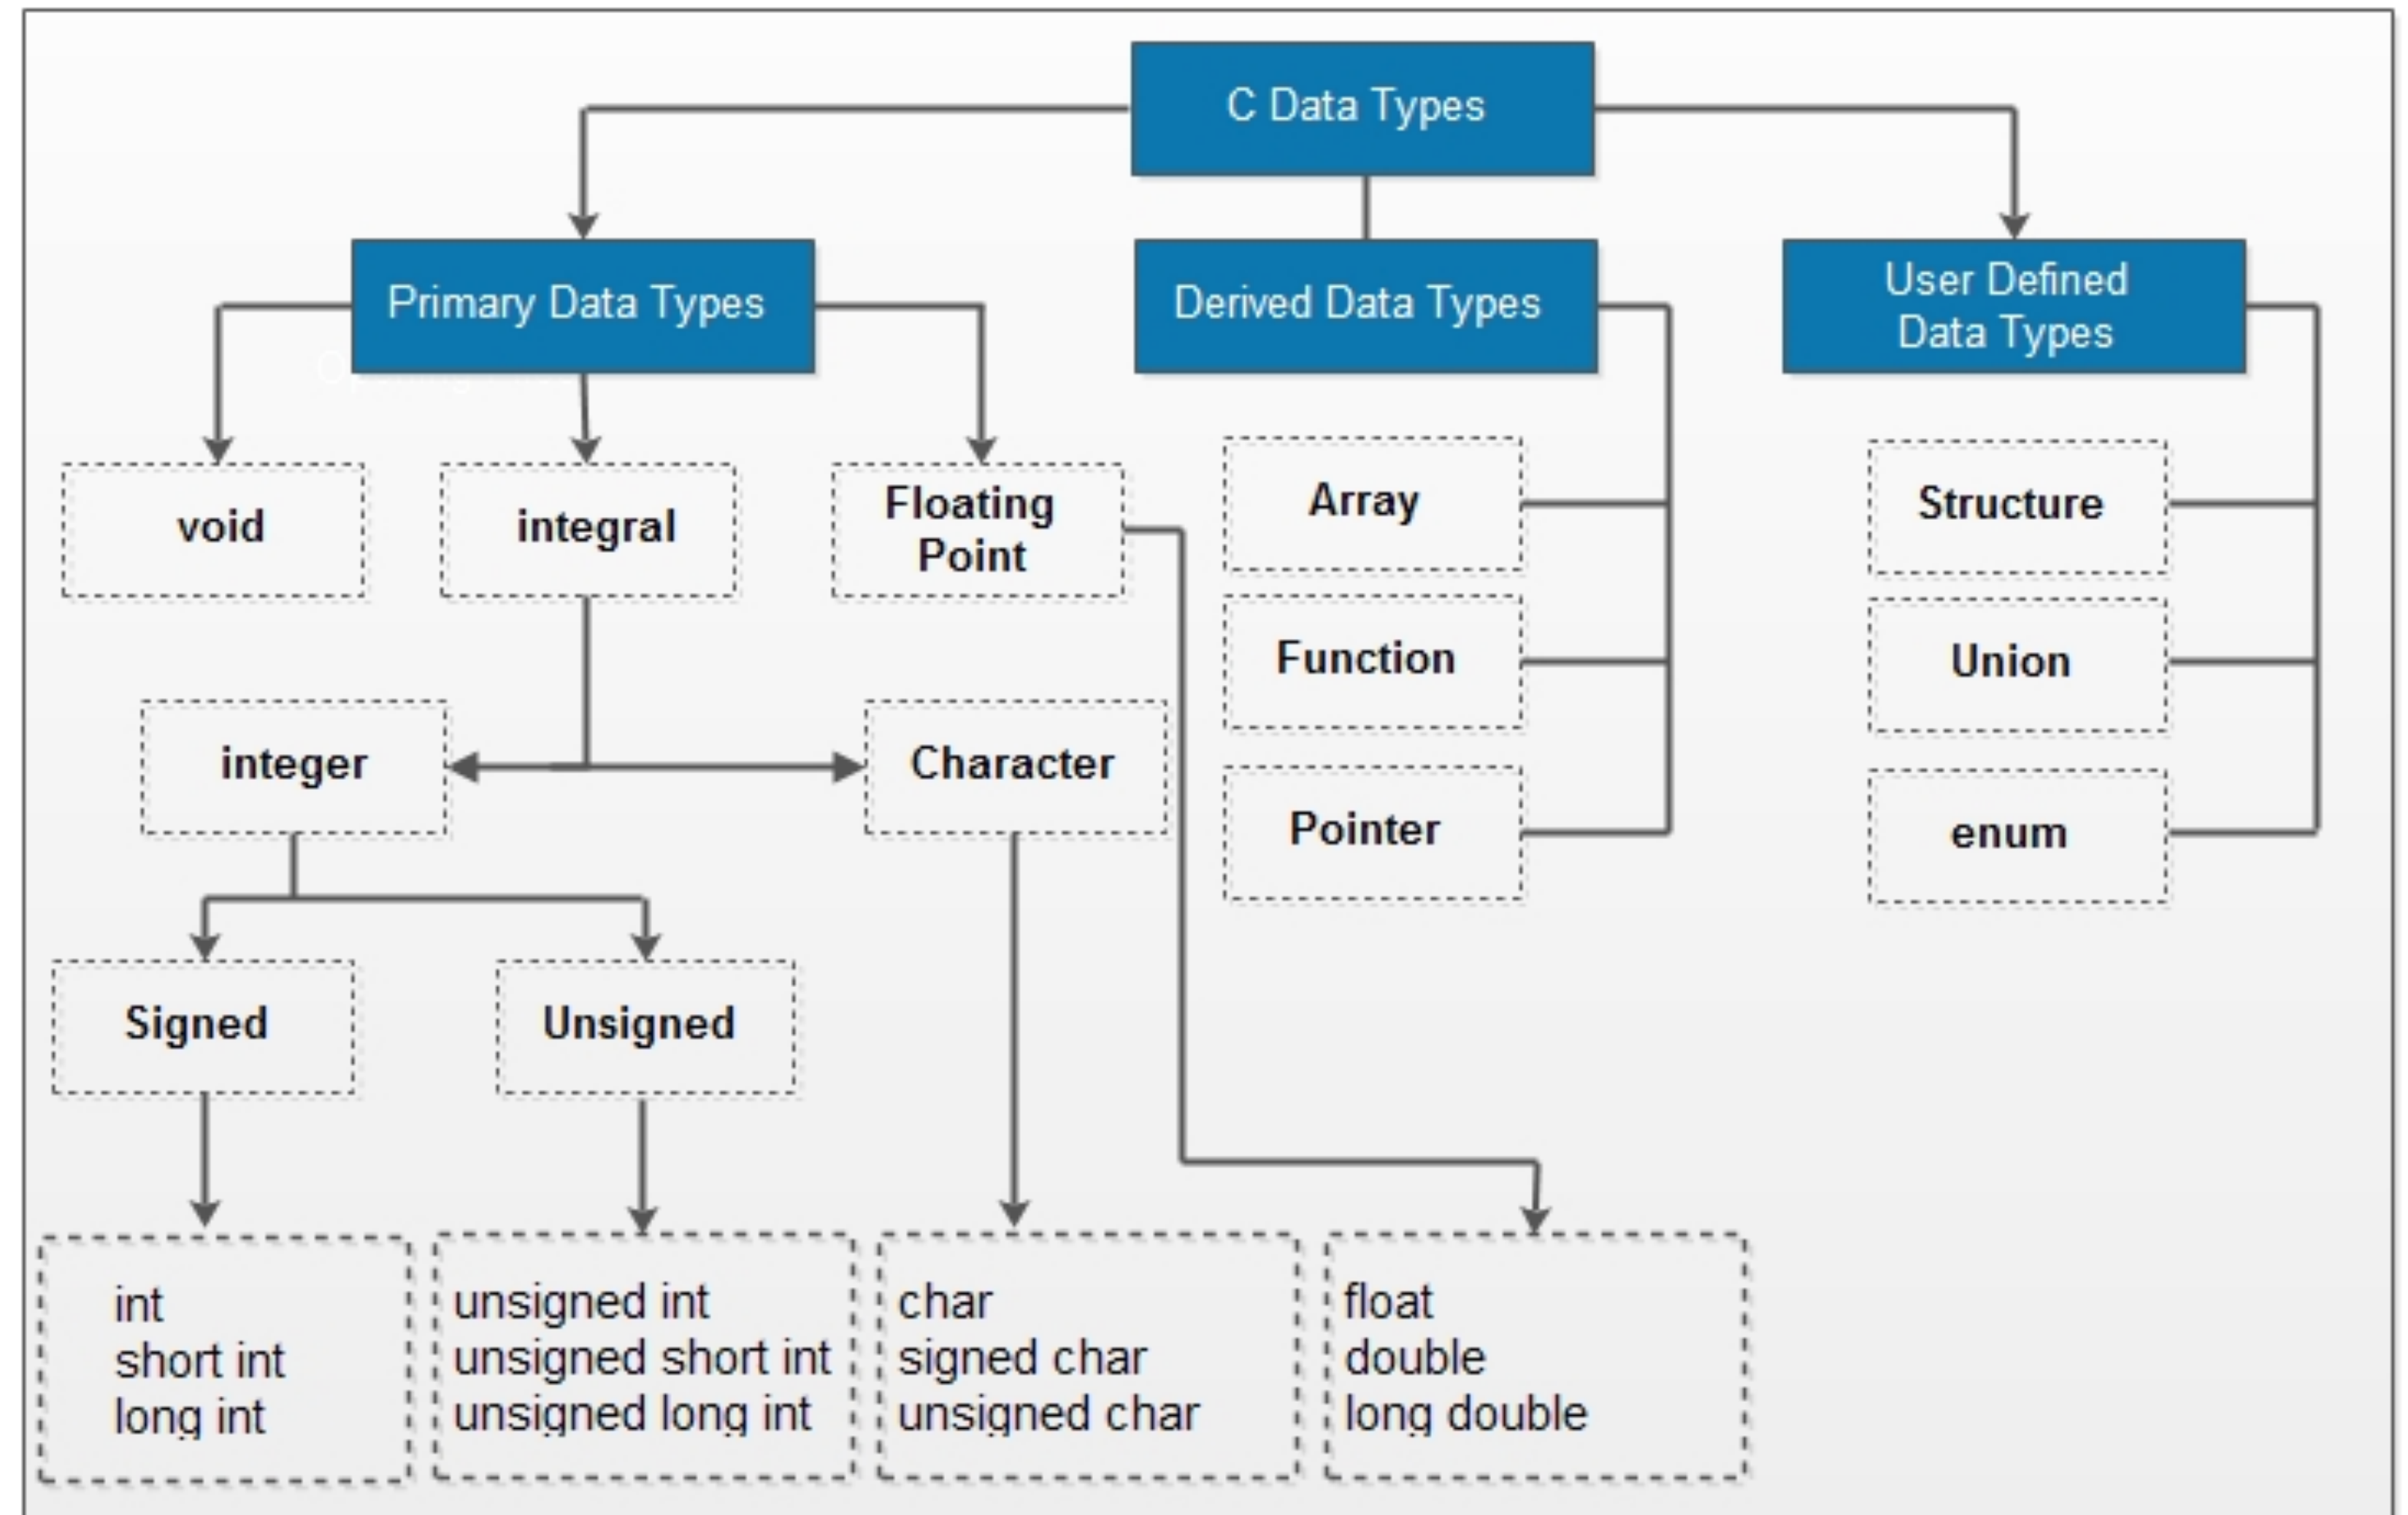 C Data Types
Primary Data Types
Derived Data Types
User Defined
Data Types
void
integral
Floating
Point
Array
Structure
Function
Union
integer
Character
Pointer
enum
Signed
Unsigned
int
short int
long int
unsigned int
unsigned short int
unsigned long int
char
signed char
unsigned char
float
double
long double